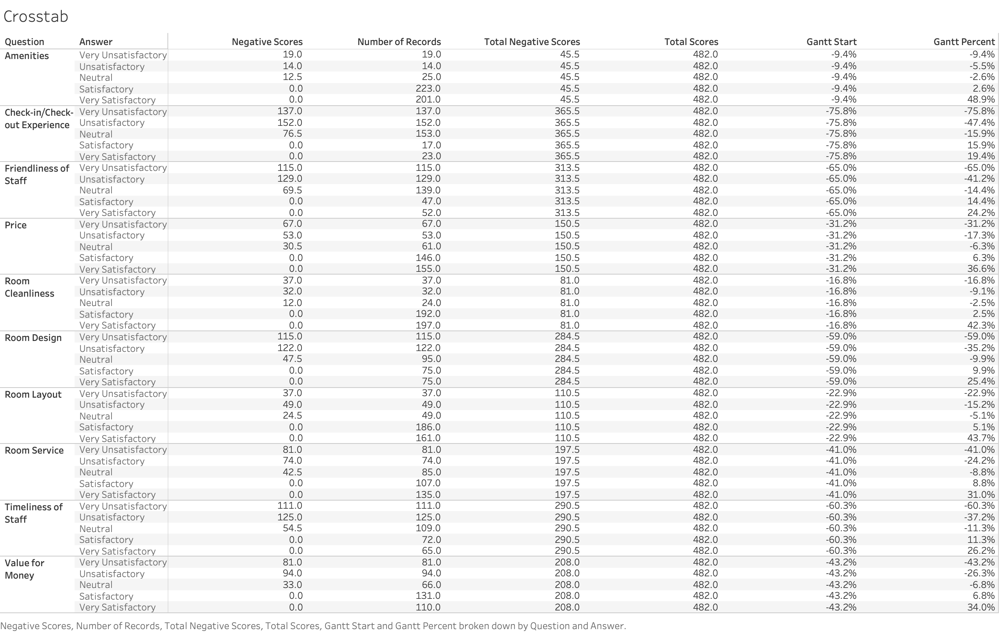 Crosstab
Question Answer Negative Scores Number of Records Total Negative Scores Total Scores Gantt Start Gantt Percent
Amenities Very Unsatisfactory 19.0 19.0 45.5 482.0 -9.4% -9.4%
Unsatisfactory 14.0 14.0 45.5 482.0 -9.4% -5.5%
Neutral 12.5 25.0 45.5 482.0 -9.4% -2.6%
Satisfactory 0.0 223.0 45.5 482.0 -9.4% 2.6%
Very Satisfactory 0.0 201.0 45.5 482.0 -9.4% 48.9%
Check-in/Check- Very Unsatisfactory 137.0 137.0 365.5 482.0 -75.8% -75.8%
out Experience Unsatisfactory 152.0 152.0 365.5 482.0 -75.8% -47.4%
Neutral 76.5 153.0 365.5 482.0 -75.8% -15.9%
Satisfactory 0.0 17.0 365.5 482.0 -75.8% 15.9%
Very Satisfactory 0.0 23.0 365.5 482.0 -75.8% 19.4%
Friendliness of Very Unsatisfactory 115.0 115.0 313.5 482.0 -65.0% -65.0%
Staff Unsatisfactory 129.0 129.0 313.5 482.0 -65.0% -41.2%
Neutral 69.5 139.0 313.5 482.0 -65.0% -14.4%
Satisfactory 0.0 47.0 313.5 482.0 -65.0% 14.4%
Very Satisfactory 0.0 52.0 313.5 482.0 -65.0% 24.2%
Price Very Unsatisfactory 67.0 67.0 150.5 482.0 -31.2% -31.2%
Unsatisfactory 53.0 53.0 150.5 482.0 -31.2% -17.3%
Neutral 30.5 61.0 150.5 482.0 -31.2% -6.3%
Satisfactory 0.0 146.0 150.5 482.0 -31.2% 6.3%
Very Satisfactory 0.0 155.0 150.5 482.0 -31.2% 36.6%
Room Very Unsatisfactory 37.0 37.0 81.0 482.0 -16.8% -16.8%
Cleanliness Unsatisfactory 32.0 32.0 81.0 482.0 -16.8% -9.1%
Neutral 12.0 24.0 81.0 482.0 -16.8% -2.5%
Satisfactory 0.0 192.0 81.0 482.0 -16.8% 2.5%
Very Satisfactory 0.0 197.0 81.0 482.0 -16.8% 42.3%
Room Design Very Unsatisfactory 115.0 115.0 284.5 482.0 -59.0% -59.0%
Unsatisfactory 122.0 122.0 284.5 482.0 -59.0% -35.2%
Neutral 47.5 95.0 284.5 482.0 -59.0% -9.9%
Satisfactory 0.0 75.0 284.5 482.0 -59.0% 9.9%
Very Satisfactory 0.0 75.0 284.5 482.0 -59.0% 25.4%
Room Layout Very Unsatisfactory 37.0 37.0 110.5 482.0 -22.9% -22.9%
Unsatisfactory 49.0 49.0 110.5 482.0 -22.9% -15.2%
Neutral 24.5 49.0 110.5 482.0 -22.9% -5.1%
Satisfactory 0.0 186.0 110.5 482.0 -22.9% 5.1%
Very Satisfactory 0.0 161.0 110.5 482.0 -22.9% 43.7%
Room Service Very Unsatisfactory 81.0 81.0 197.5 482.0 -41.0% -41.0%
Unsatisfactory 74.0 74.0 197.5 482.0 -41.0% -24.2%
Neutral 42.5 85.0 197.5 482.0 -41.0% -8.8%
Satisfactory 0.0 107.0 197.5 482.0 -41.0% 8.8%
Very Satisfactory 0.0 135.0 197.5 482.0 -41.0% 31.0%
Timeliness of Very Unsatisfactory 111.0 111.0 290.5 482.0 -60.3% -60.3%
Staff Unsatisfactory 125.0 125.0 290.5 482.0 -60.3% -37.2%
Neutral 54.5 109.0 290.5 482.0 -60.3% -11.3%
Satisfactory 0.0 72.0 290.5 482.0 -60.3% 11.3%
Very Satisfactory 0.0 65.0 290.5 482.0 -60.3% 26.2%
Value for Very Unsatisfactory 81.0 81.0 208.0 482.0 -43.2% -43.2%
Money Unsatisfactory 94.0 94.0 208.0 482.0 -43.2% -26.3%
Neutral 33.0 66.0 208.0 482.0 -43.2% -6.8%
Satisfactory 0.0 131.0 208.0 482.0 -43.2% 6.8%
Very Satisfactory 0.0 110.0 208.0 482.0 -43.2% 34.0%
Negative Scores, Number of Records, Total Negative Scores, Total Scores, Gantt Start and Gantt Percent broken down by Question and Answer.